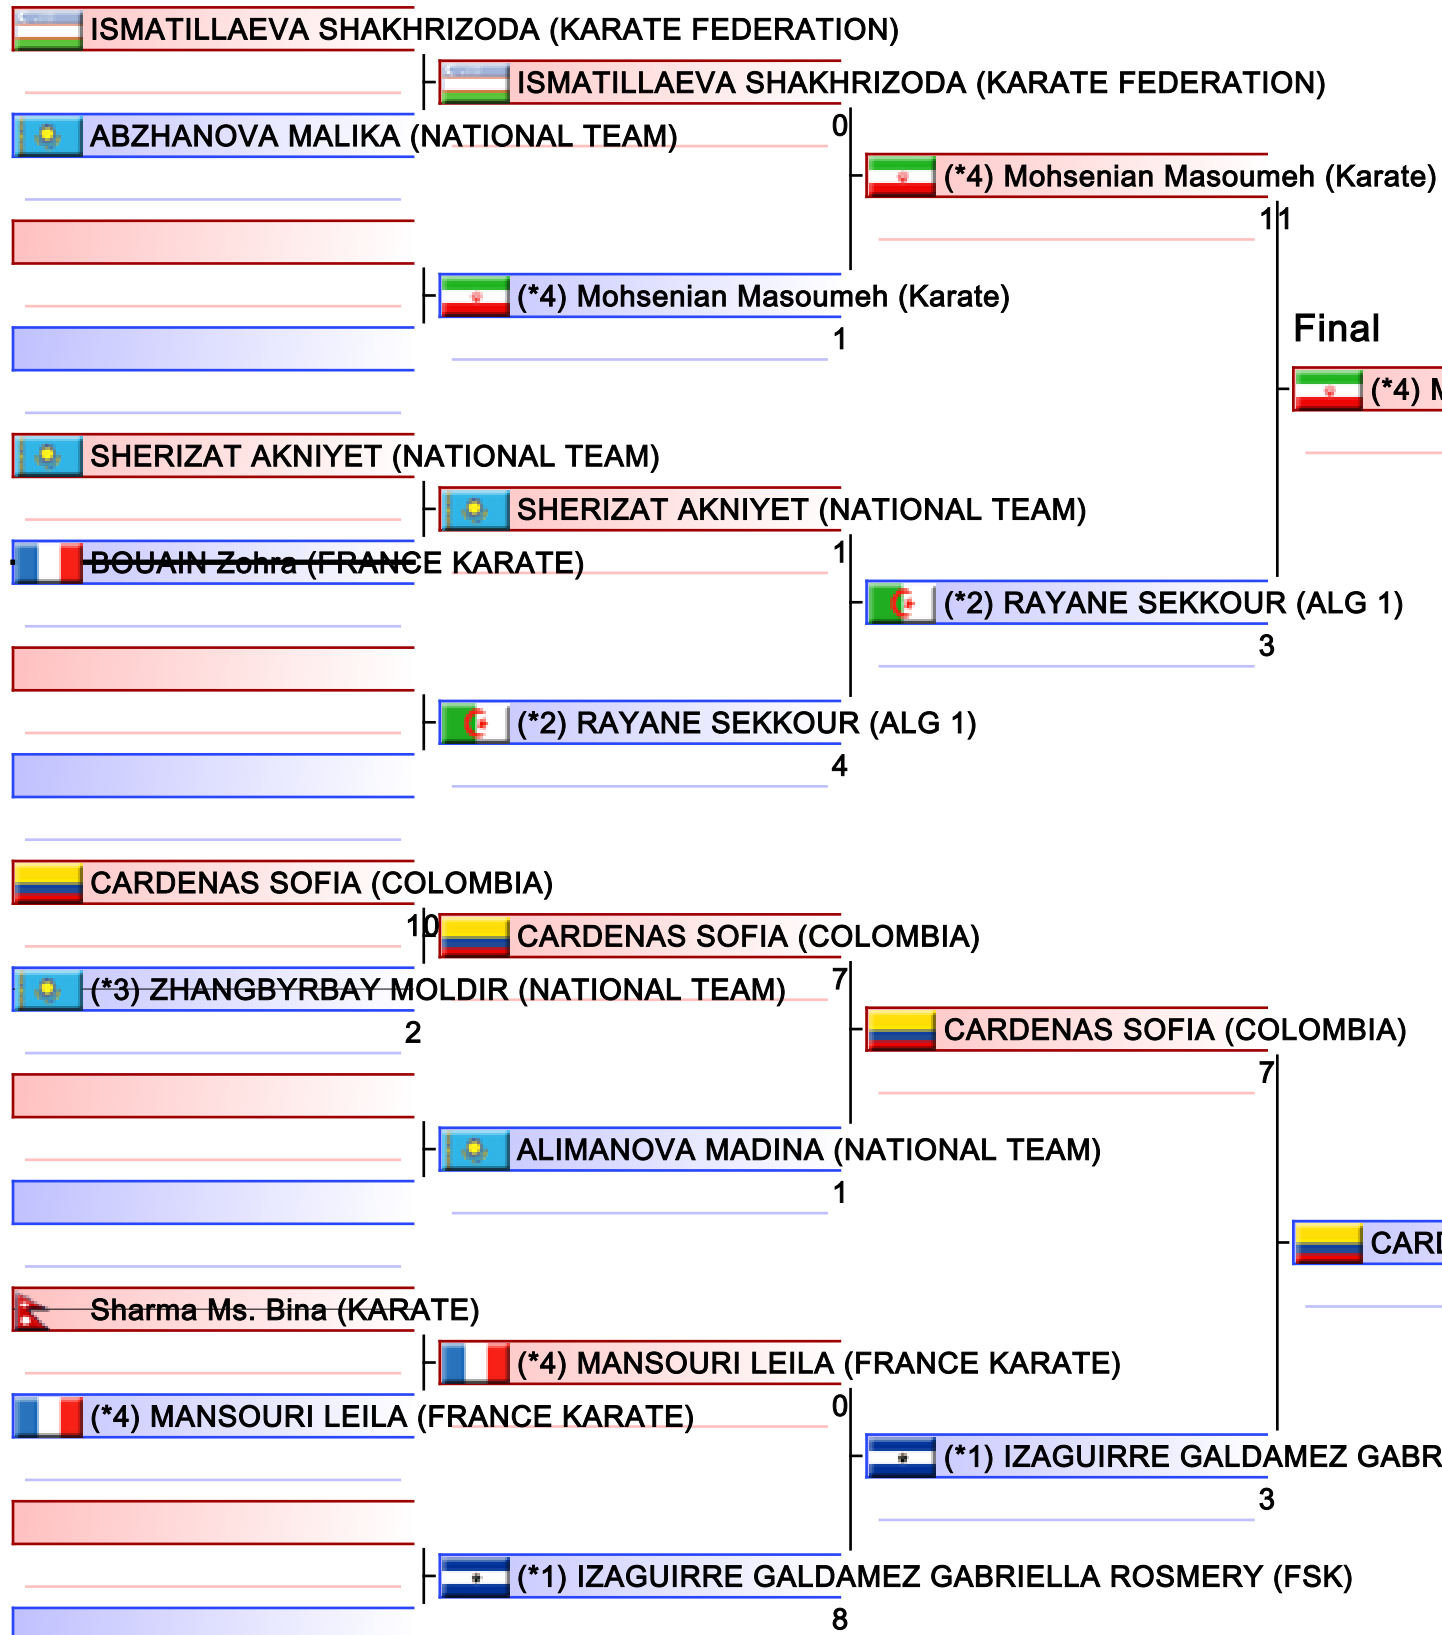 ISMATILLAEVA SHAKHRIZODA (KARATE FEDERATION)
ISMATILLAEVA SHAKHRIZODA (KARATE FEDERATION)
0
ABZHANOVA MALIKA (NATIONAL TEAM)
(*4) Mohsenian Masoumeh (Karate)
11
(*4) Mohsenian Masoumeh (Karate)
1
Final
(*4) M
SHERIZAT AKNIYET (NATIONAL TEAM)
SHERIZAT AKNIYET (NATIONAL TEAM)
1
BOUAIN Zohra (FRANCE KARATE)
(*2) RAYANE SEKKOUR (ALG 1)
3
(*2) RAYANE SEKKOUR (ALG 1)
4
CARDENAS SOFIA (COLOMBIA)
10
CARDENAS SOFIA (COLOMBIA)
7
(*3) ZHANGBYRBAY MOLDIR (NATIONAL TEAM)
2
CARDENAS SOFIA (COLOMBIA)
7
ALIMANOVA MADINA (NATIONAL TEAM)
1
CARD
Sharma Ms. Bina (KARATE)
(*4) MANSOURI LEILA (FRANCE KARATE)
0
(*4) MANSOURI LEILA (FRANCE KARATE)
(*1) IZAGUIRRE GALDAMEZ GABR
3
(*1) IZAGUIRRE GALDAMEZ GABRIELLA ROSMERY (FSK)
8